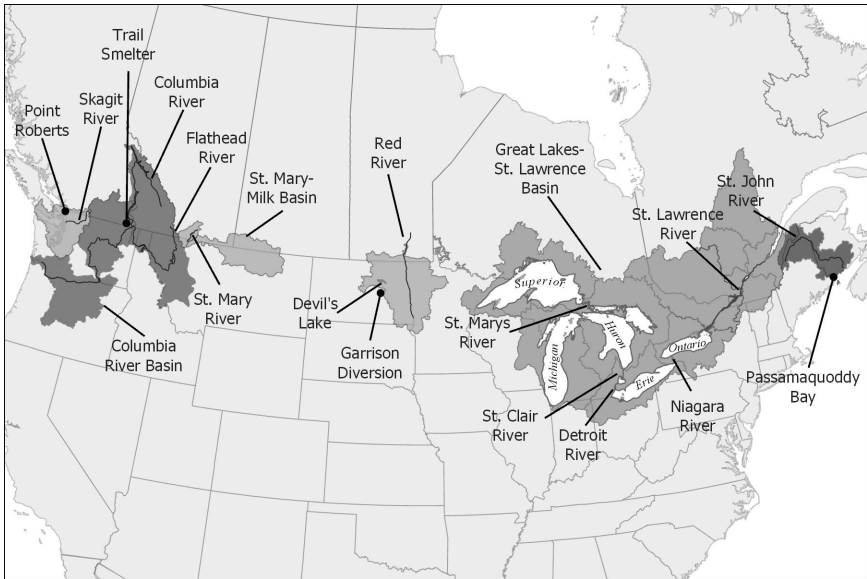 Trail
Smelter
Point
Roberts
Skagit
River
Columbia
River
Flathead
River
St. Mary-
Milk Basin
Red
River
Great Lakes-
St. Lawrence
Basin
St. John
River
St. Lawrence
River
St. Mary
River
Devil's
Lake
Garrison
Diversion
Columbia
River Basin
Superior
St. Marys
River
Michigan
Huron
Ontario
Erie
St. Clair
River
Detroit
River
Niagara
River
Passamaquoddy
Bay